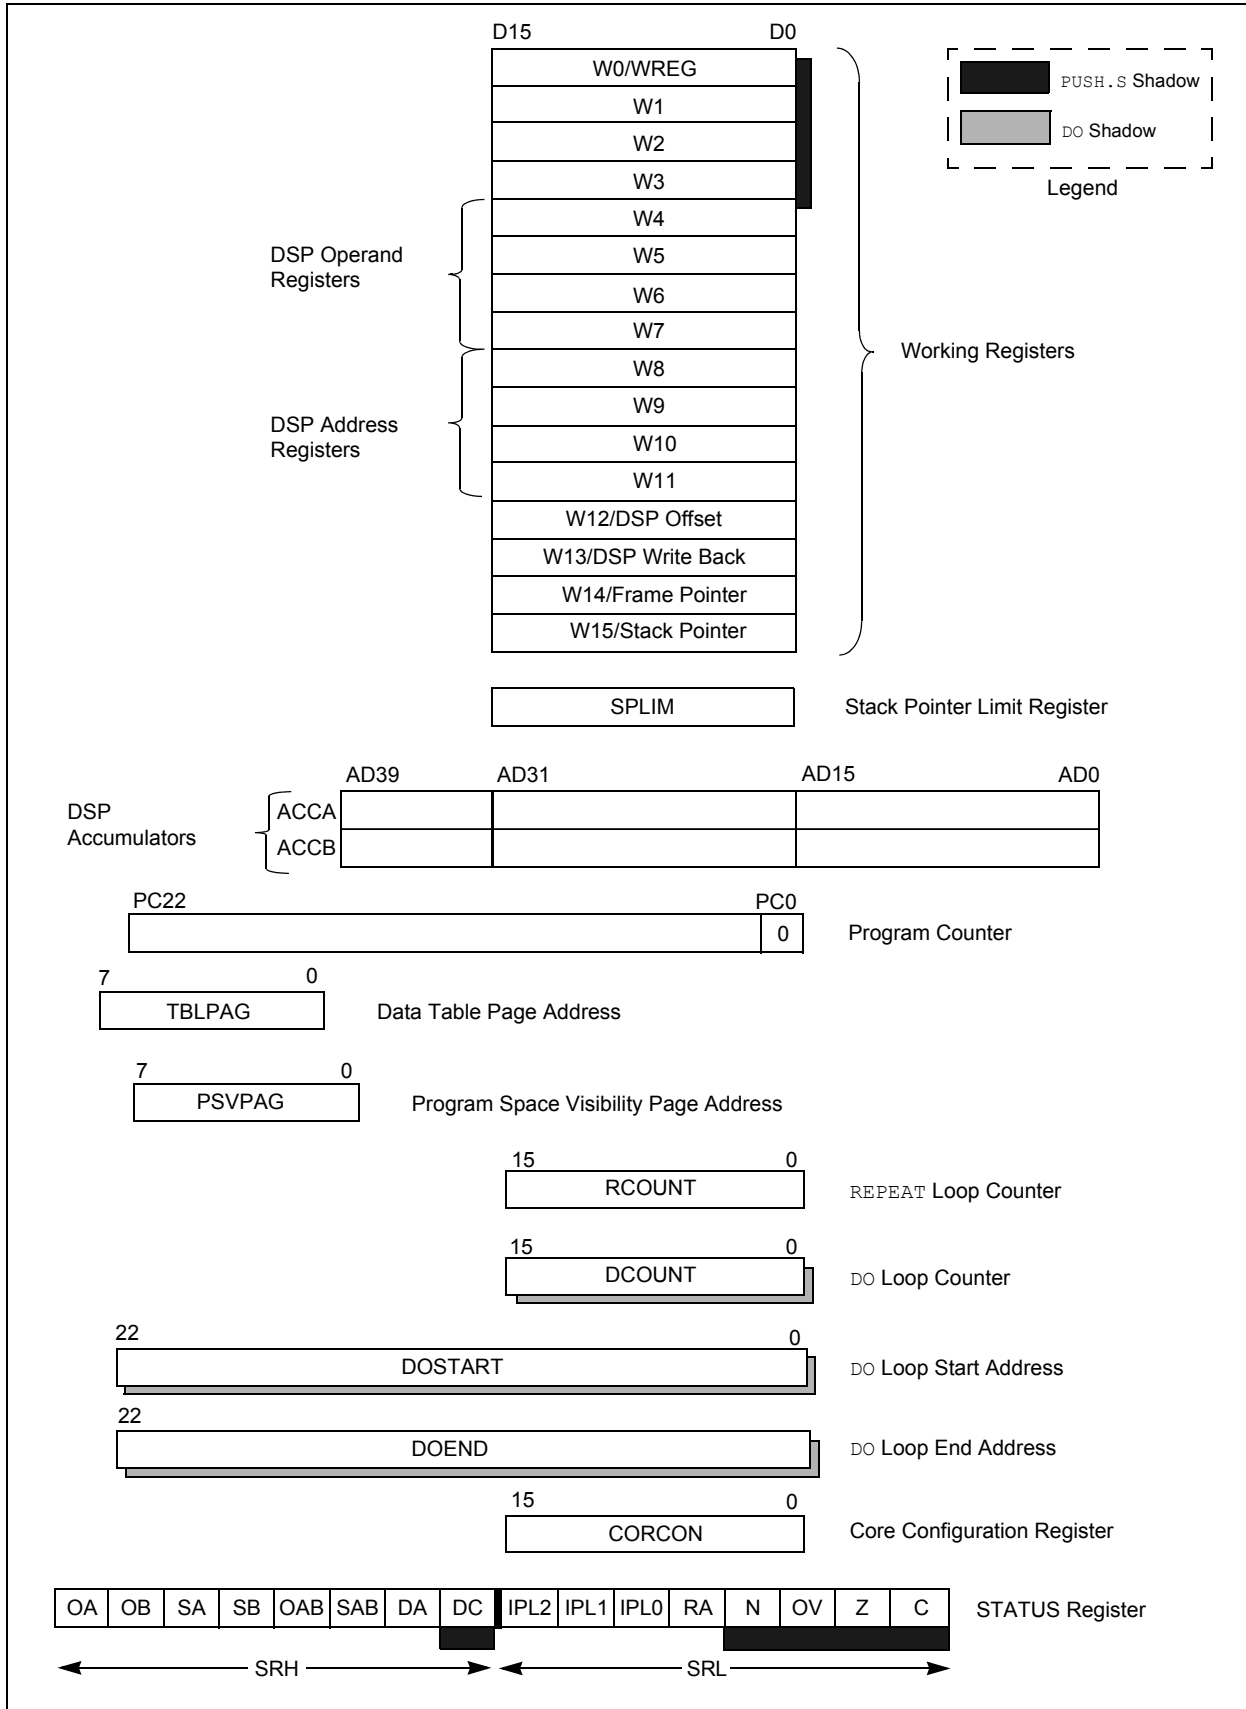 D15 D0
W0/WREG
W1
W2
W3
W4
W5
W6
W7
W8
W9
W10
W11
W12/DSP Offset
W13/DSP Write Back
W14/Frame Pointer
W15/Stack Pointer
PUSH.S Shadow
DO Shadow
Legend
DSP Operand
Registers
DSP Address
Registers
Working Registers
SPLIM Stack Pointer Limit Register
AD39 AD31 AD15 AD0
DSP
Accumulators
ACCA
ACCB
PC22 PC0
0 Program Counter
7 0
TBLPAG Data Table Page Address
7 0
PSVPAG Program Space Visibility Page Address
15 0
RCOUNT REPEAT Loop Counter
15 0
DCOUNT DO Loop Counter
22 0
DOSTART DO Loop Start Address
22
DOEND DO Loop End Address
15 0
CORCON Core Configuration Register
OA OB SA SB OAB SAB DA DC IPL2 IPL1 IPL0 RA N OV Z C STATUS Register
SRH SRL